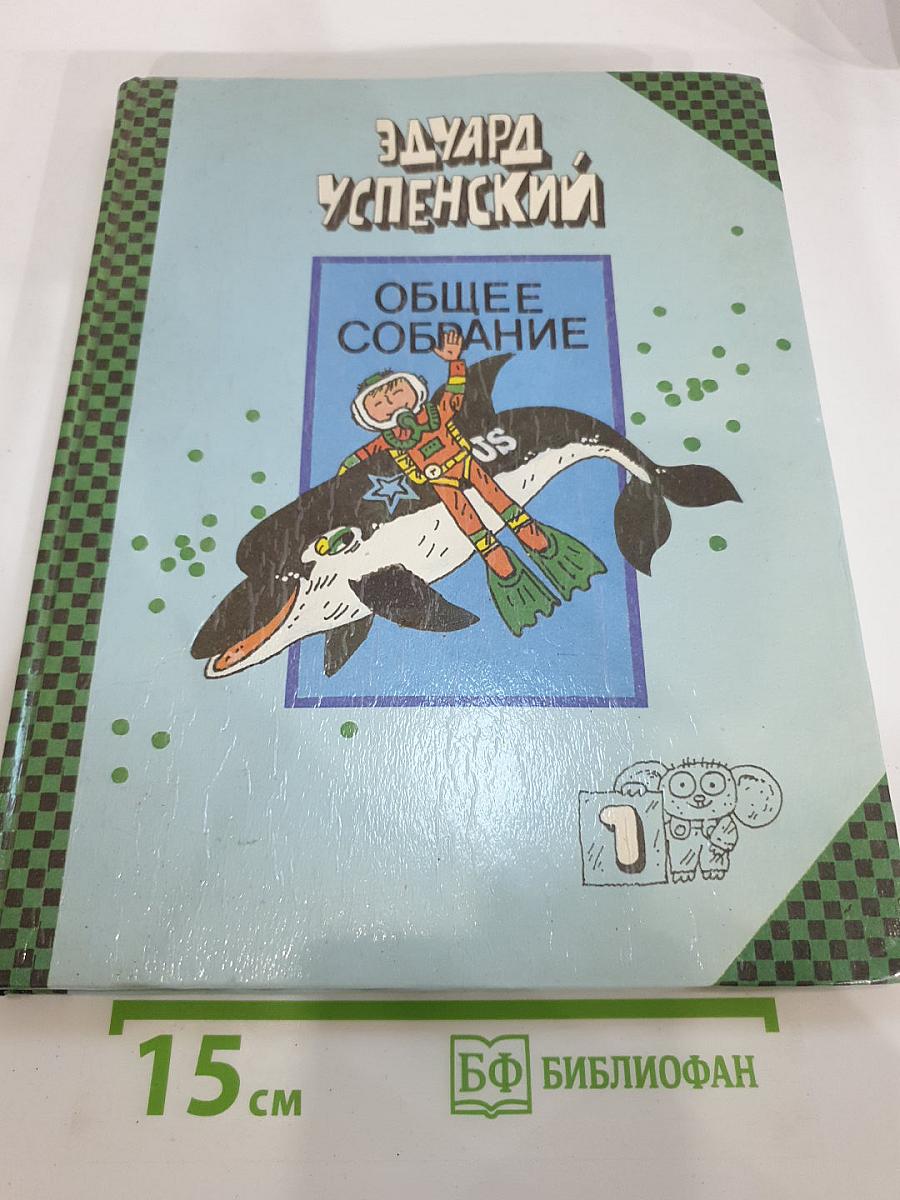 ЭДУАРД
УСПЕНСКИЙ
ОБЩЕЕ
СОБРАНИЕ
US
1
15 см
БФ БИБЛИОФАН